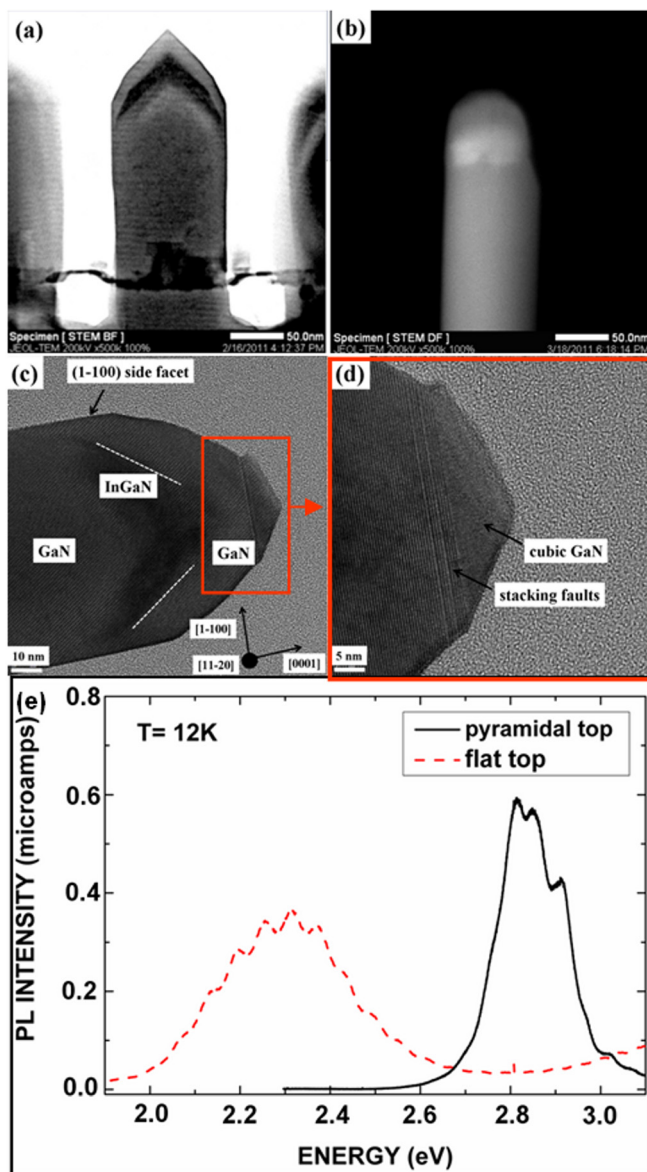 (a)
Specimen [ STEM BF ]
50.0nm
JEOL-TEM 200kV x500k 100%
2/16/2011 4:12:37 PM
(b)
Specimen [ STEM DF ]
50.0nm
JEOL-TEM 200kV x500k 100%
3/18/2011 6:18:14 PM
(c)
(1-100) side facet
InGaN
GaN
GaN
[1-100]
[11-20]
[0001]
10 nm
(d)
cubic GaN
stacking faults
5 nm
(e)
T= 12K
pyramidal top
flat top
PL INTENSITY (microamps)
0.8
0.6
0.4
0.2
0.0
2.0 2.2 2.4 2.6 2.8 3.0
ENERGY (eV)